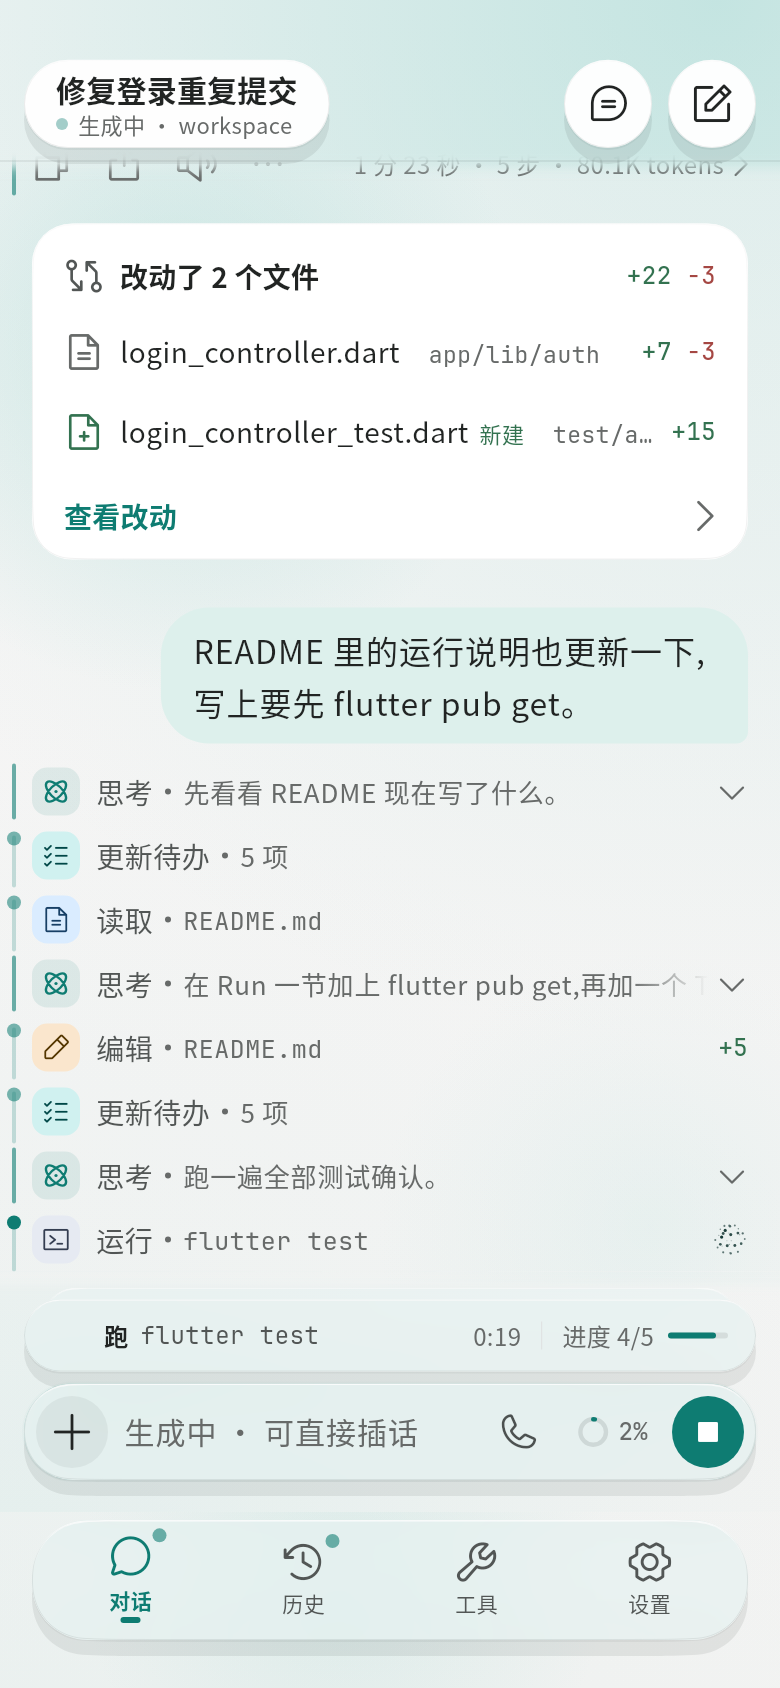 修复登录重复提交
生成中 · workspace
1 分 23 秒 · 5 步 · 80.1K tokens
改动了 2 个文件 +22 -3
login_controller.dart app/lib/auth +7 -3
login_controller_test.dart 新建 test/a… +15
查看改动
README 里的运行说明也更新一下,
写上要先 flutter pub get。
思考 · 先看看 README 现在写了什么。
更新待办 · 5 项
读取 · README.md
思考 · 在 Run 一节加上 flutter pub get,再加一个
编辑 · README.md +5
更新待办 · 5 项
思考 · 跑一遍全部测试确认。
运行 · flutter test
跑 flutter test 0:19 进度 4/5
生成中 · 可直接插话 2%
对话 历史 工具 设置